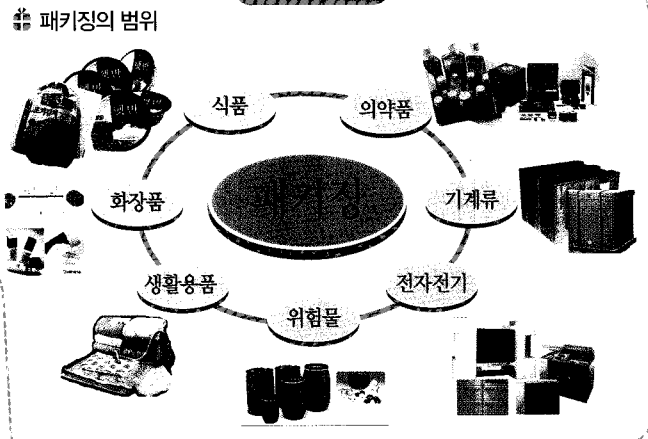 패키징의 범위
식품
의약품
화장품
패키징
기계류
생활용품
전자전기
위험물